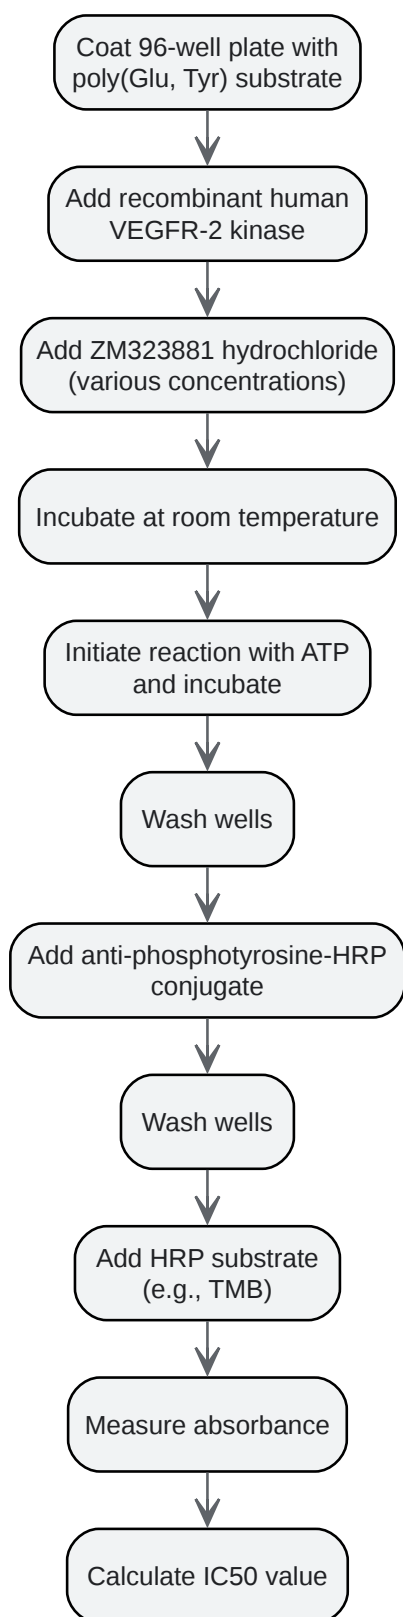 Coat 96-well plate with
poly(Glu, Tyr) substrate
Add recombinant human
VEGFR-2 kinase
Add ZM323881 hydrochloride
(various concentrations)
Incubate at room temperature
Initiate reaction with ATP
and incubate
Wash wells
Add anti-phosphotyrosine-HRP
conjugate
Wash wells
Add HRP substrate
(e.g., TMB)
Measure absorbance
Calculate IC50 value